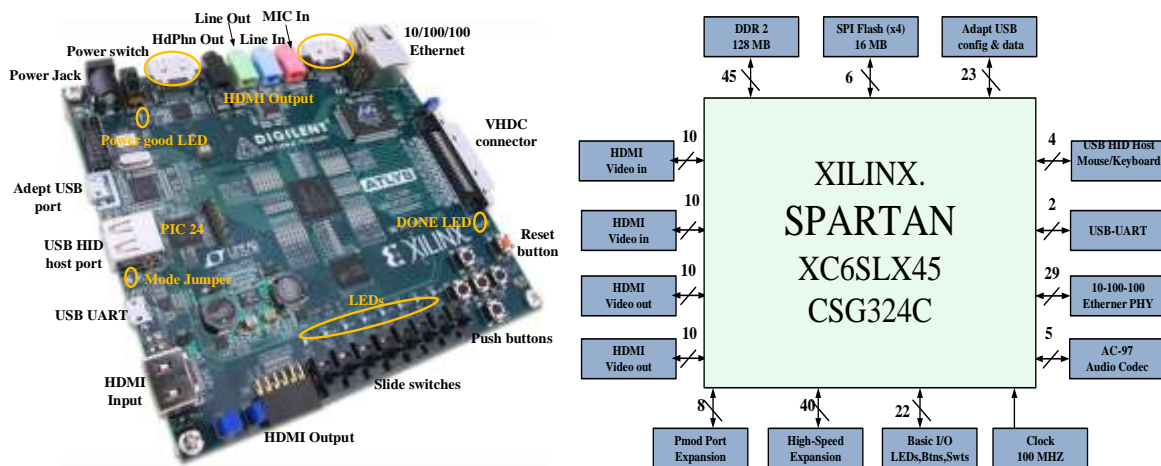 Line Out
MIC In
HdPhn Out
Line In
10/100/100
Ethernet
Power switch
Power Jack
HDMI Output
Power good LED
DIGILENT
VHDC
connector
ATLYS
Adept USB
port
PIC 24
DONE LED
USB HID
host port
XILINX
Reset
button
Mode Jumper
LEDs
USB UART
Push buttons
HDMI
Input
Slide switches
HDMI Output
DDR 2
128 MB
SPI Flash (x4)
16 MB
Adapt USB
config & data
45
6
23
HDMI
Video in
10
HDMI
Video in
10
HDMI
Video out
10
HDMI
Video out
10
XILINX.
SPARTAN
XC6SLX45
CSG324C
4
USB HID Host
Mouse/Keyboard
2
USB-UART
29
10-100-100
Etherner PHY
5
AC-97
Audio Codec
8
40
22
Pmod Port
Expansion
High-Speed
Expansion
Basic I/O
LEDs,Btns,Swts
Clock
100 MHZ